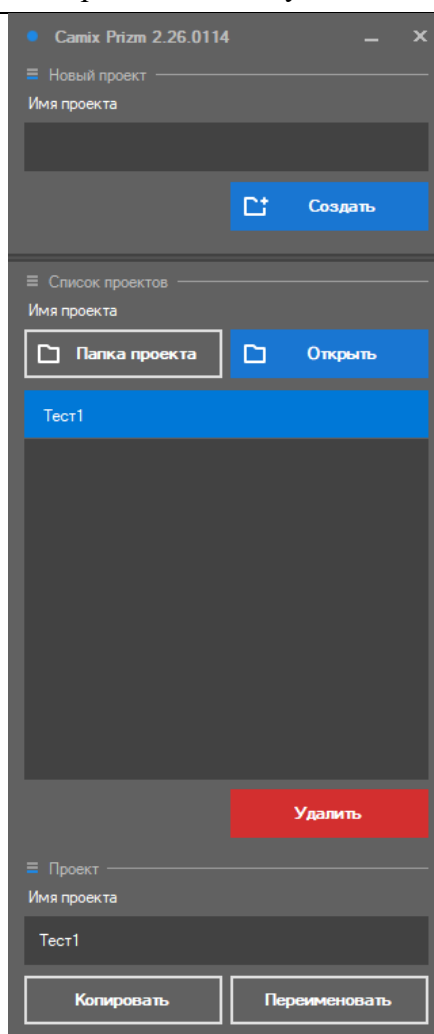 Camix Prizm 2.26.0114
Новый проект
Имя проекта
Создать
Список проектов
Имя проекта
Папка проекта
Открыть
Тест1
Удалить
Проект
Имя проекта
Тест1
Копировать
Переименовать